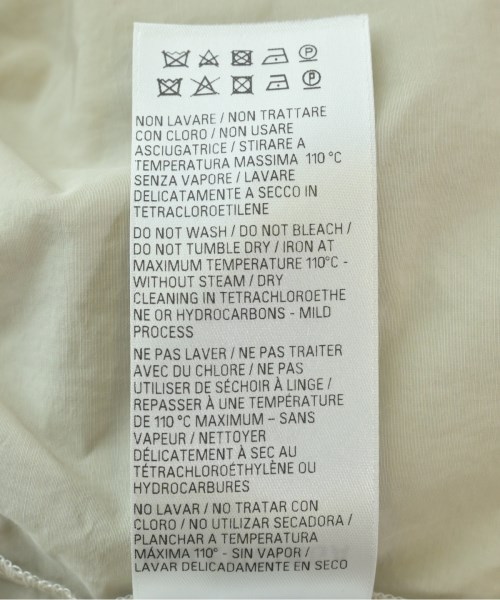 P
P
NON LAVARE / NON TRATTARE
CON CLORO / NON USARE
ASCIUGATRICE / STIRARE A
TEMPERATURA MASSIMA 110 °C
SENZA VAPORE / LAVARE
DELICATAMENTE A SECCO IN
TETRACLOROETILENE
DO NOT WASH / DO NOT BLEACH /
DO NOT TUMBLE DRY / IRON AT
MAXIMUM TEMPERATURE 110°C -
WITHOUT STEAM / DRY
CLEANING IN TETRACHLOROETHE
NE OR HYDROCARBONS - MILD
PROCESS
NE PAS LAVER / NE PAS TRAITER
AVEC DU CHLORE / NE PAS
UTILISER DE SÉCHOIR À LINGE /
REPASSER À UNE TEMPÉRATURE
DE 110 °C MAXIMUM – SANS
VAPEUR / NETTOYER
DÉLICATEMENT À SEC AU
TÉTRACHLOROÉTHYLÈNE OU
HYDROCARBURES
NO LAVAR / NO TRATAR CON
CLORO / NO UTILIZAR SECADORA /
PLANCHAR A TEMPERATURA
MÁXIMA 110° - SIN VAPOR /
LAVAR DELICADAMENTE EN SECO